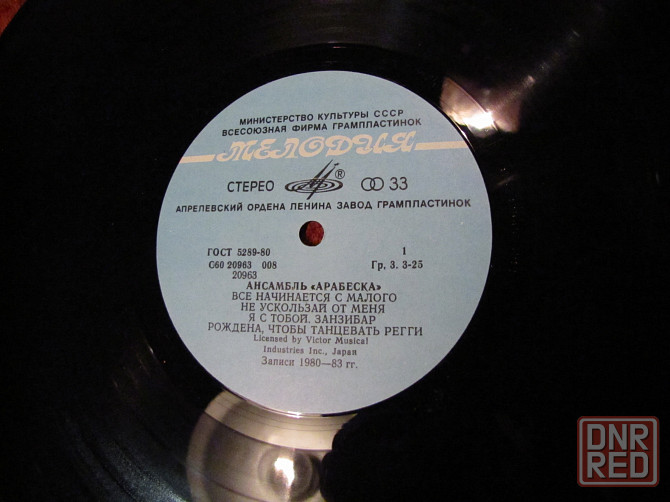 МИНИСТЕРСТВО КУЛЬТУРЫ СССР
ВСЕСОЮЗНАЯ ФИРМА ГРАМПЛАСТИНОК
МЕЛОДИЯ
СТЕРЕО ® 33
АПРЕЛЕВСКИЙ ОРДЕНА ЛЕНИНА ЗАВОД ГРАМПЛАСТИНОК
ГОСТ 5289-80 1
С60 20963 008 Гр. 3. 3-25
20963
АНСАМБЛЬ «АРАБЕСКА»
ВСЕ НАЧИНАЕТСЯ С МАЛОГО
НЕ УСКОЛЬЗАЙ ОТ МЕНЯ
Я С ТОБОЙ. ЗАНЗИБАР
РОЖДЕНА, ЧТОБЫ ТАНЦЕВАТЬ РЕГГИ
Licensed by Victor Musical
Industries Inc., Japan
Записи 1980—83 гг.
DNR
RED